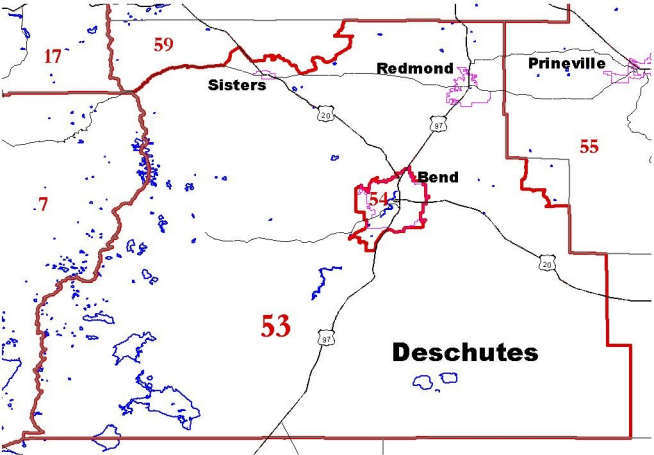 59
17
Sisters
Redmond
Prineville
20
97
55
Bend
54
7
20
53
97
Deschutes